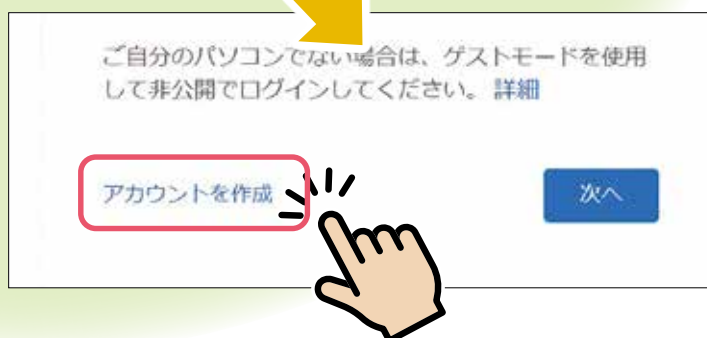 ご自分のパソコンでない場合は、ゲストモードを使用
して非公開でログインしてください。 詳細
アカウントを作成
次へ